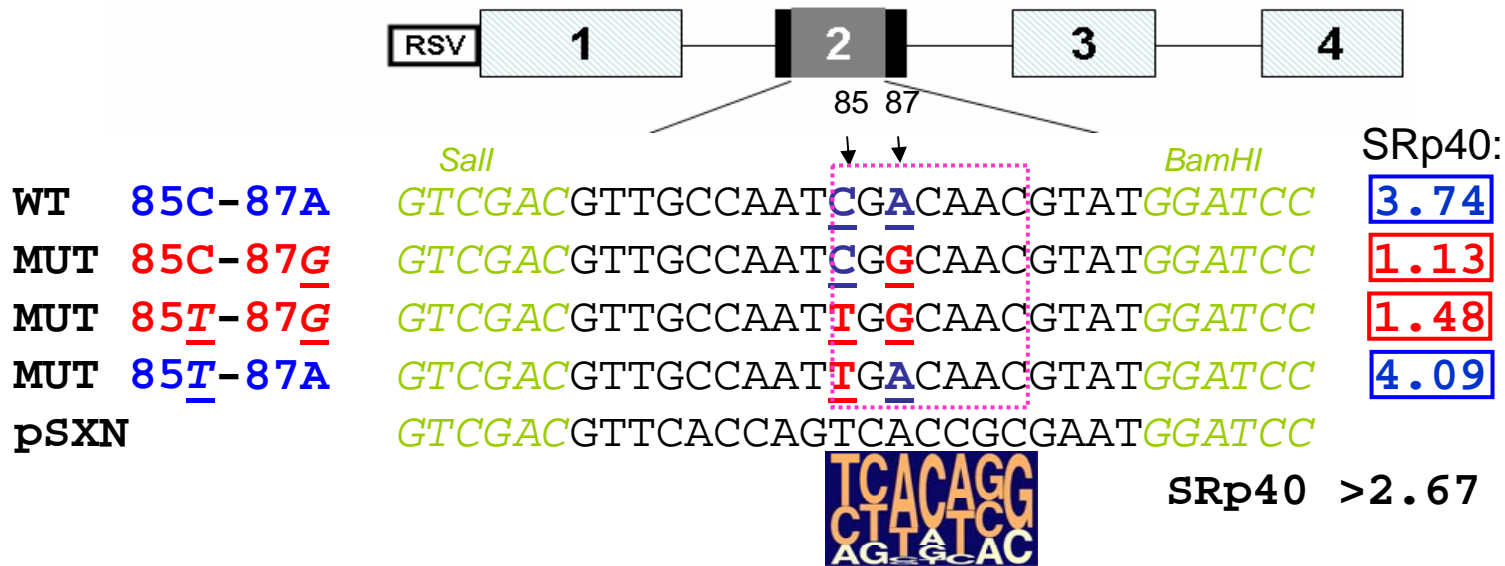 RSV 1 2 3 4
85 87
SalI BamHI SRp40:
WT 85C-87A GTCGACGTTGCCAATCGACAACGTATGGATCC 3.74
MUT 85C-87G GTCGACGTTGCCAATCGGCAACGTATGGATCC 1.13
MUT 85T-87G GTCGACGTTGCCAATTGGCAACGTATGGATCC 1.48
MUT 85T-87A GTCGACGTTGCCAATTGACAACGTATGGATCC 4.09
pSXN GTCGACGTTCACCAGTCACCGCGAATGGATCC
TCACAGG
SRp40 >2.67
CTTATCG